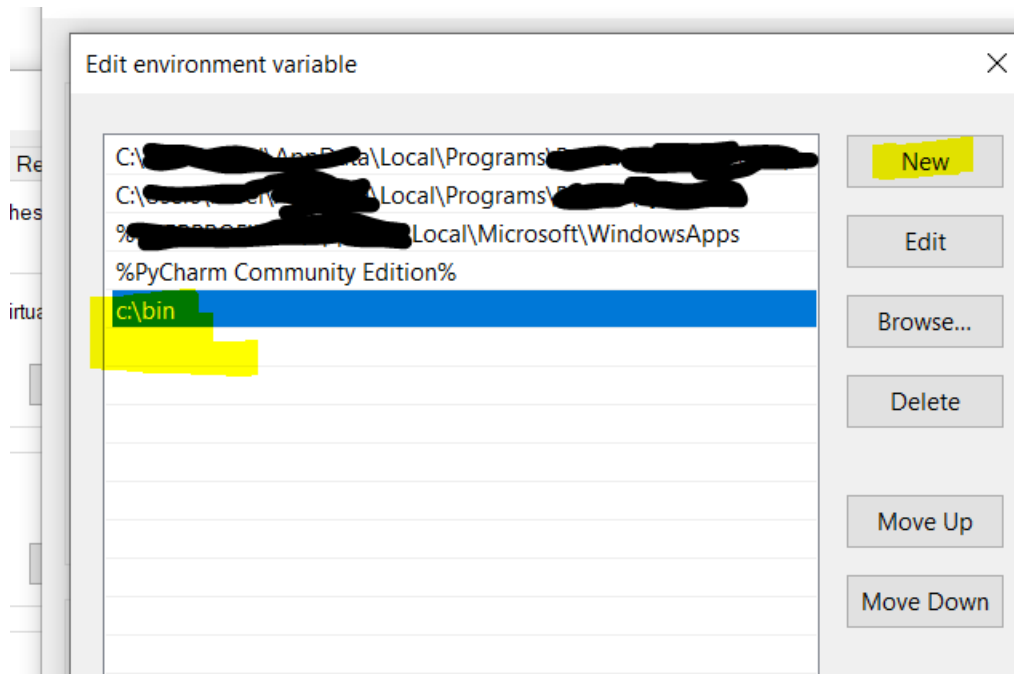 Edit environment variable
Re
hes
irtua
C:\ \AppData\Local\Programs\
C:\ \Local\Programs\
% Local\Microsoft\WindowsApps
%PyCharm Community Edition%
c:\bin
New
Edit
Browse...
Delete
Move Up
Move Down